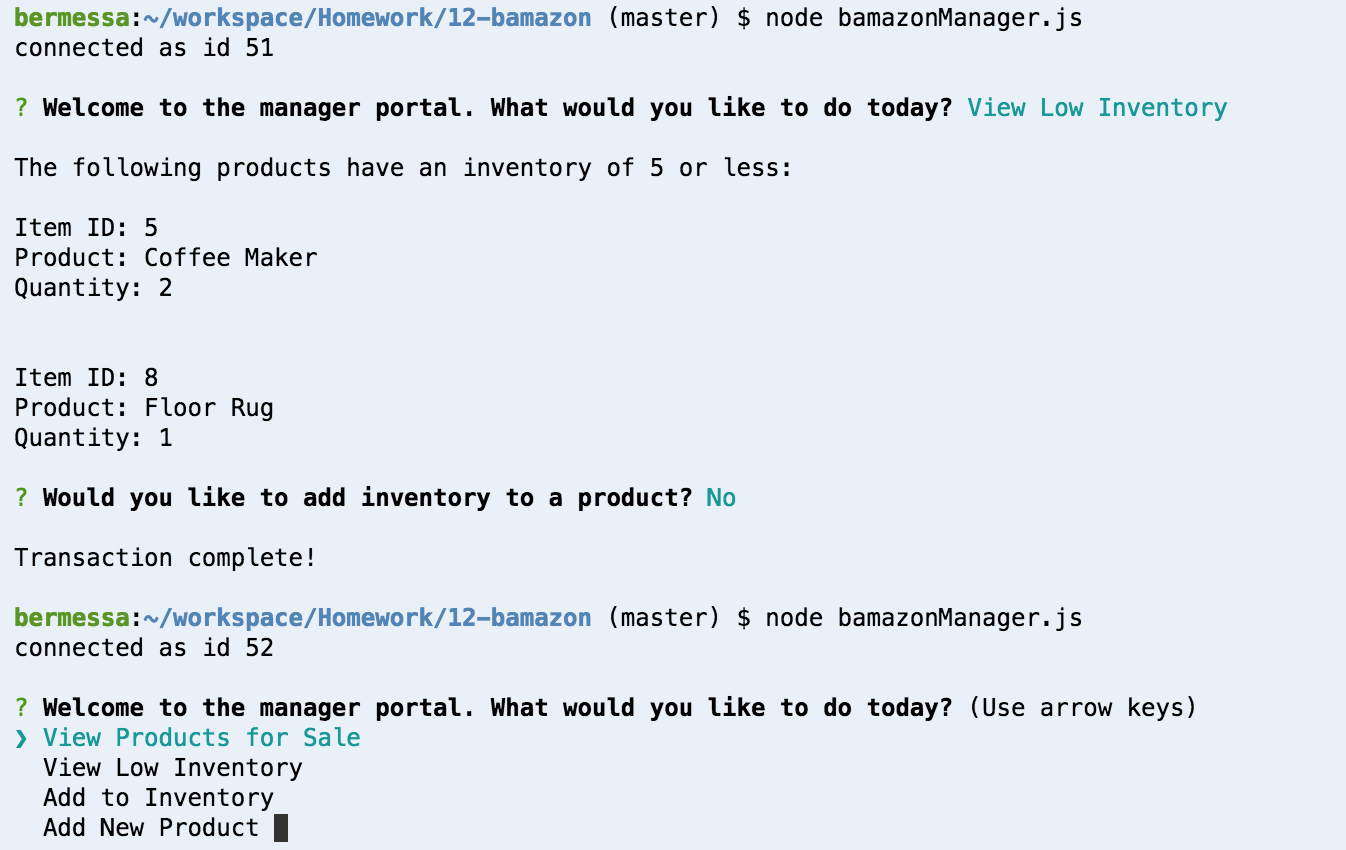 bermessa:~/workspace/Homework/12-bamazon (master) $ node bamazonManager.js
connected as id 51
? Welcome to the manager portal. What would you like to do today? View Low Inventory
The following products have an inventory of 5 or less:
Item ID: 5
Product: Coffee Maker
Quantity: 2
Item ID: 8
Product: Floor Rug
Quantity: 1
? Would you like to add inventory to a product? No
Transaction complete!
bermessa:~/workspace/Homework/12-bamazon (master) $ node bamazonManager.js
connected as id 52
? Welcome to the manager portal. What would you like to do today? (Use arrow keys)
❯ View Products for Sale
View Low Inventory
Add to Inventory
Add New Product